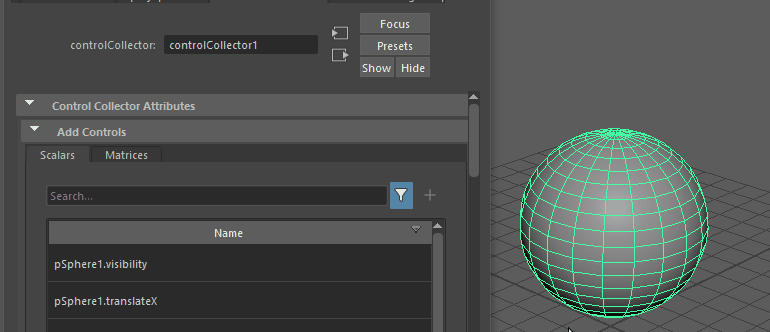 Focus
controlCollector: controlCollector1
Presets
Show Hide
Control Collector Attributes
Add Controls
Scalars Matrices
Search...
Name
pSphere1.visibility
pSphere1.translateX